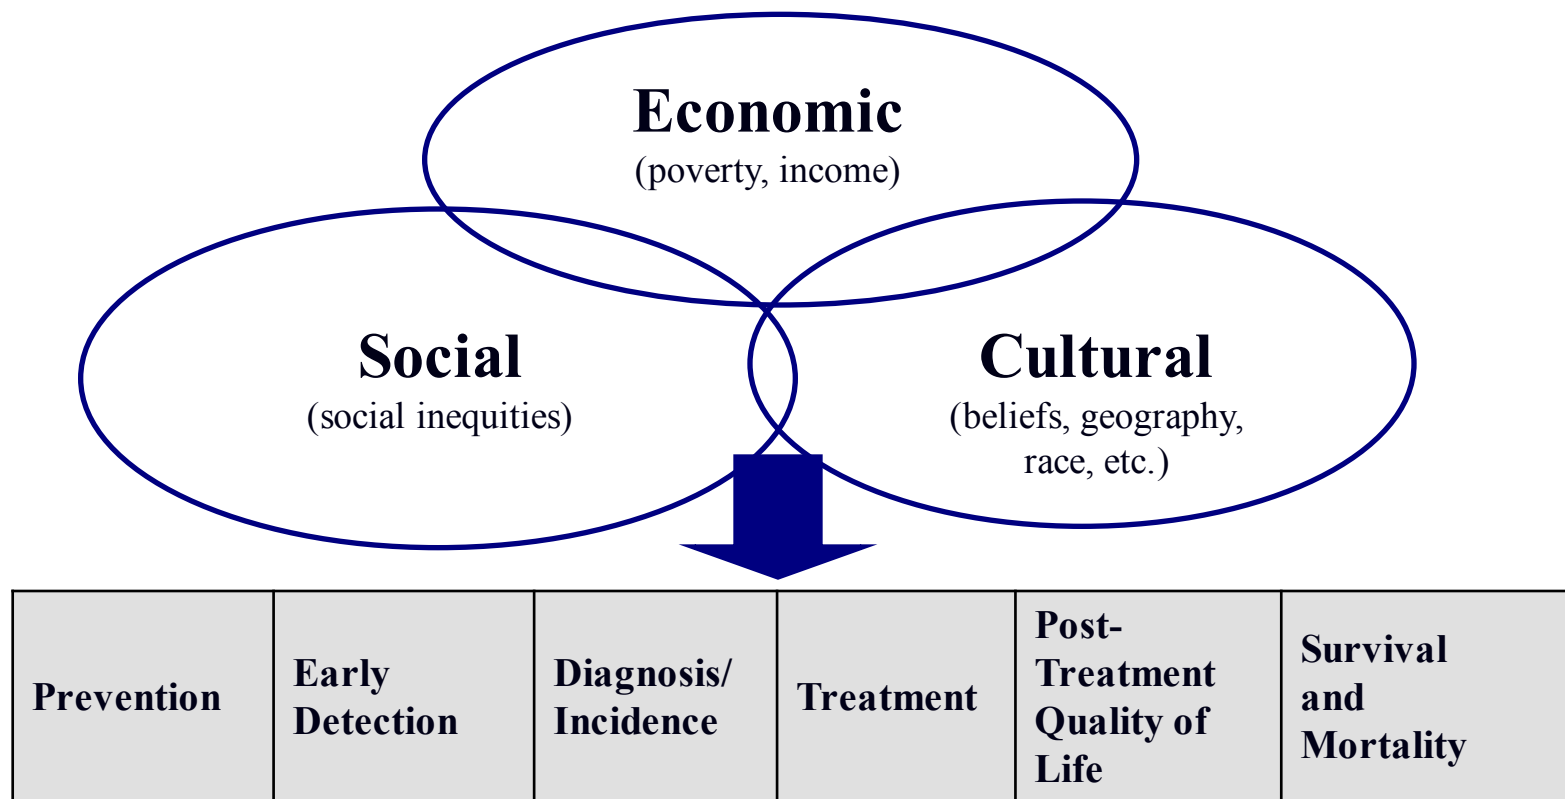 Economic
(poverty, income)
Social
(social inequities)
Cultural
(beliefs, geography,
race, etc.)
Prevention
Early
Detection
Diagnosis/
Incidence
Treatment
Post-
Treatment
Quality of
Life
Survival
and
Mortality